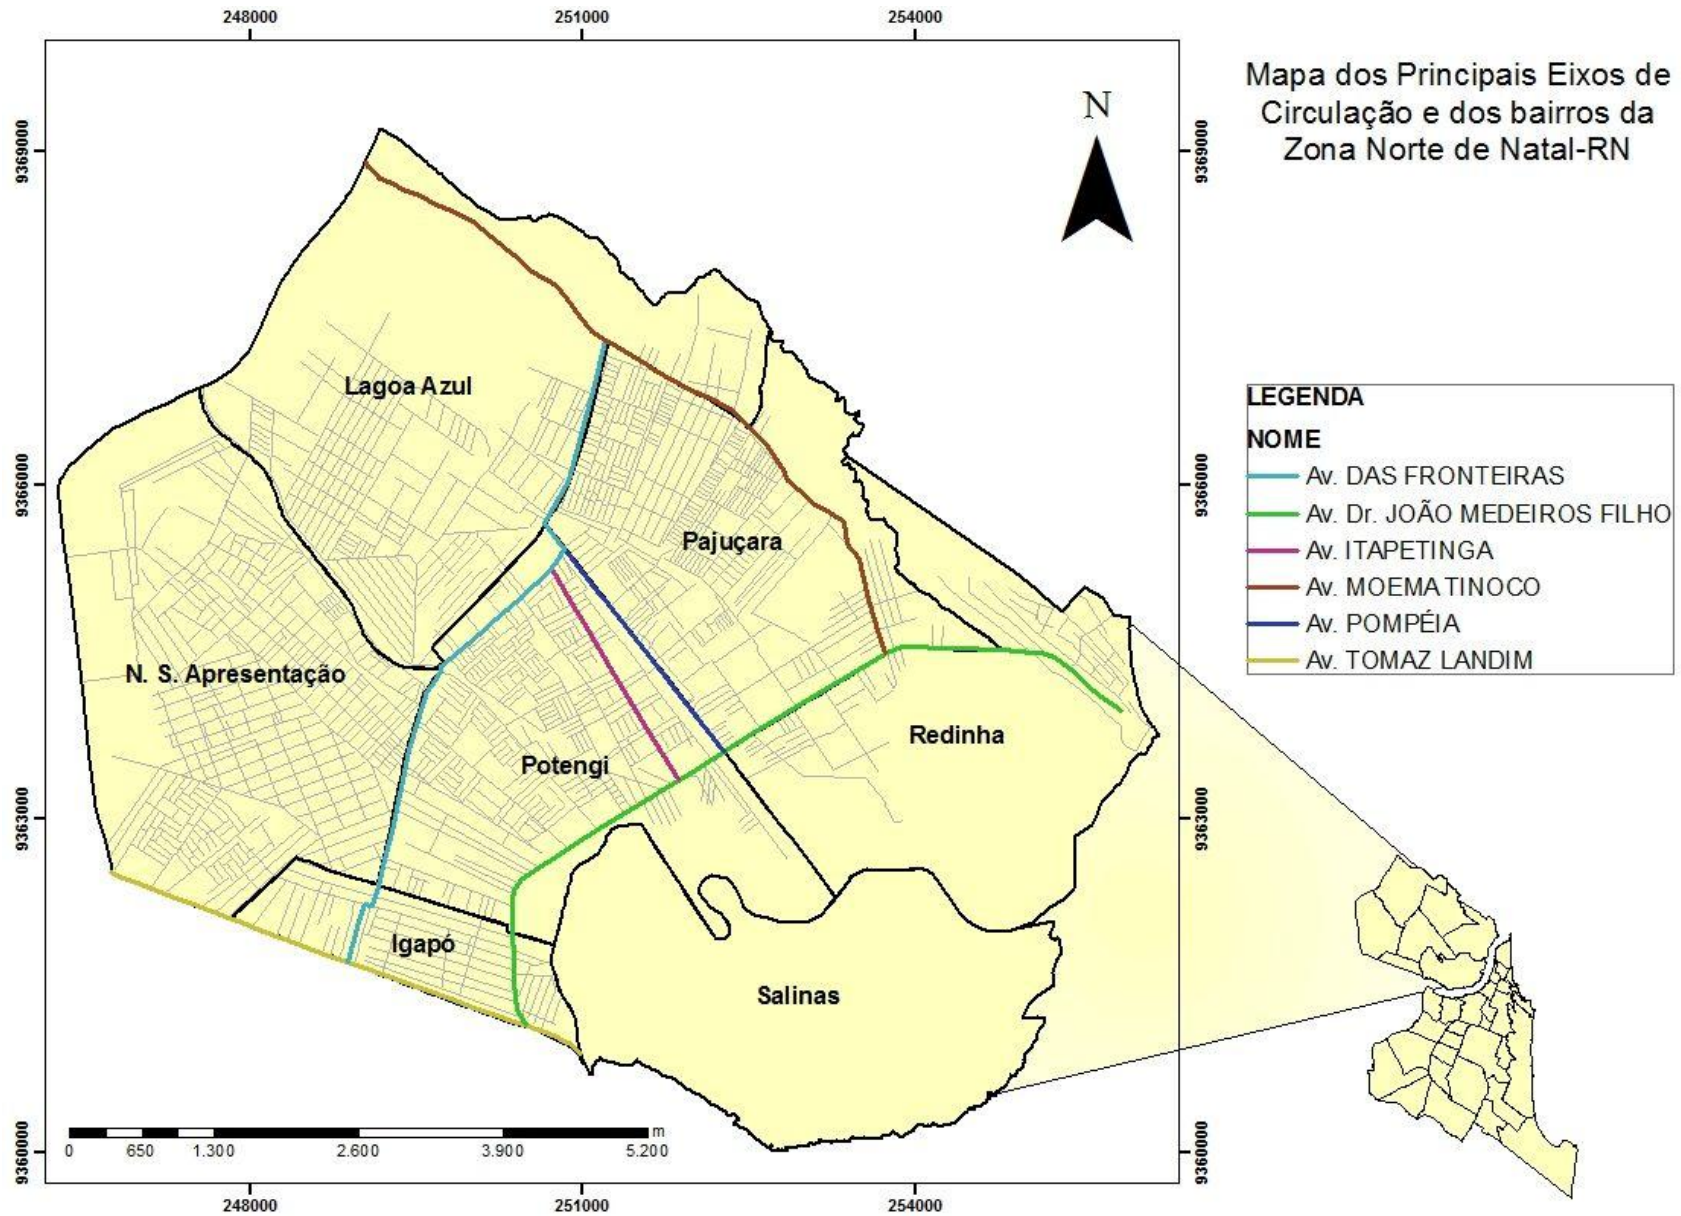 248000
251000
254000
Mapa dos Principais Eixos de
Circulação e dos bairros da
Zona Norte de Natal-RN
N
9369000
9369000
Lagoa Azul
LEGENDA
NOME
Av. DAS FRONTEIRAS
Av. Dr. JOÃO MEDEIROS FILHO
Av. ITAPETINGA
Av. MOEMA TINOCO
Av. POMPÉIA
Av. TOMAZ LANDIM
9366000
9366000
Pajuçara
N. S. Apresentação
Redinha
Potengi
9363000
9363000
Igapó
Salinas
9360000
9360000
m
0 650 1.300 2.600 3.900 5.200
248000
251000
254000